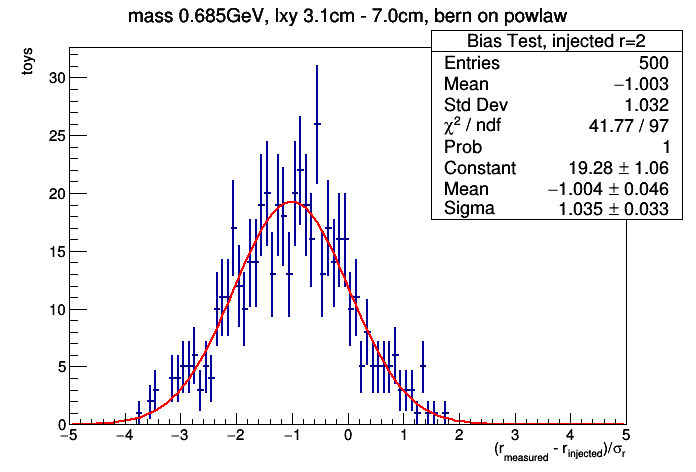 mass 0.685GeV, lxy 3.1cm - 7.0cm, bern on powlaw
Bias Test, injected r=2
Entries 500
Mean −1.003
Std Dev 1.032
χ² / ndf 41.77 / 97
Prob 1
Constant 19.28 ± 1.06
Mean −1.004 ± 0.046
Sigma 1.035 ± 0.033
toys
30
25
20
15
10
5
0
−5 −4 −3 −2 −1 0 1 2 3 4 5
(r_measured - r_injected)/σ_r